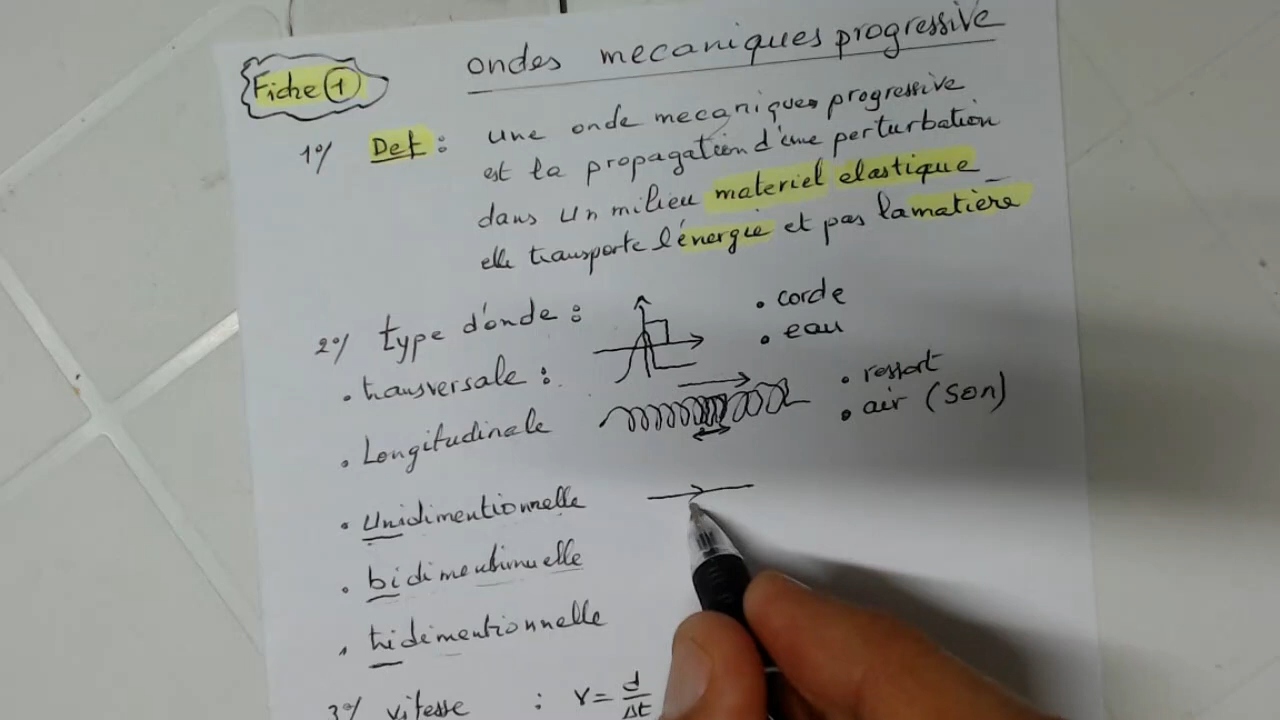 Fiche 1
ondes mecaniques progressive
1°/ Def : une onde mecaniques progressive
est la propagation d'une perturbation
dans un milieu materiel elastique
elle transporte l'énergie et pas la matière
2°/ type d'onde :
• transversale :
• corde
• eau
• Longitudinale
• ressort
• air (son)
• Unidimentionnelle
• bidimentionnelle
• tridimentionnelle
3°/ vitesse : V = d/Δt